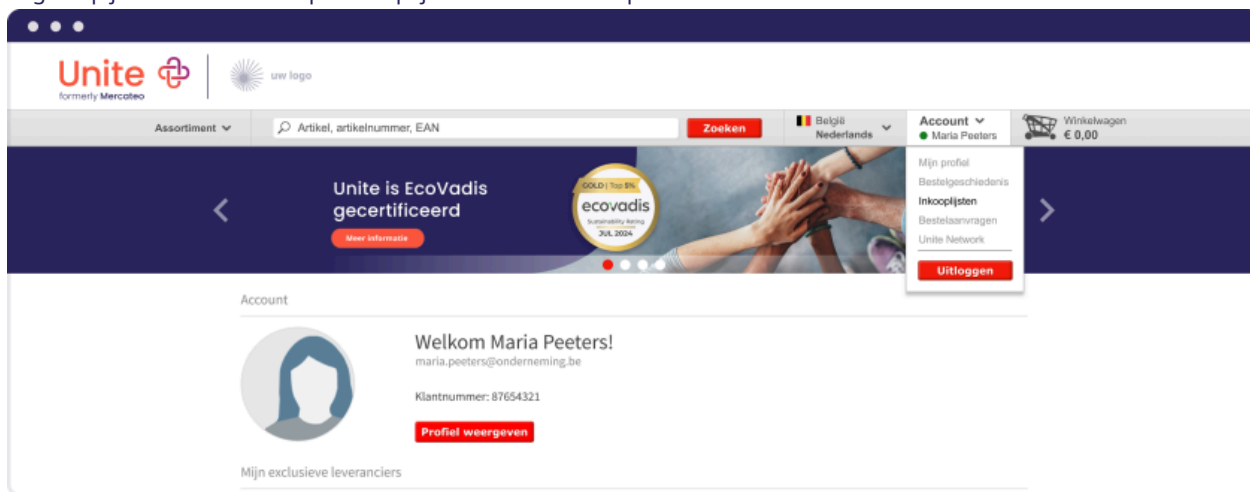 Unite
formerly Mercateo
uw logo
Assortiment
Artikel, artikelnummer, EAN
Zoeken
België
Nederlands
Account
Maria Peeters
Winkelwagen
€ 0,00
Mijn profiel
Bestelgeschiedenis
Inkooplijsten
Bestelaanvragen
Unite Network
Uitloggen
Unite is EcoVadis
gecertificeerd
Meer informatie
GOLD | Top 5%
ecovadis
Sustainability Rating
JUL 2024
Account
Welkom Maria Peeters!
maria.peeters@onderneming.be
Klantnummer: 87654321
Profiel weergeven
Mijn exclusieve leveranciers